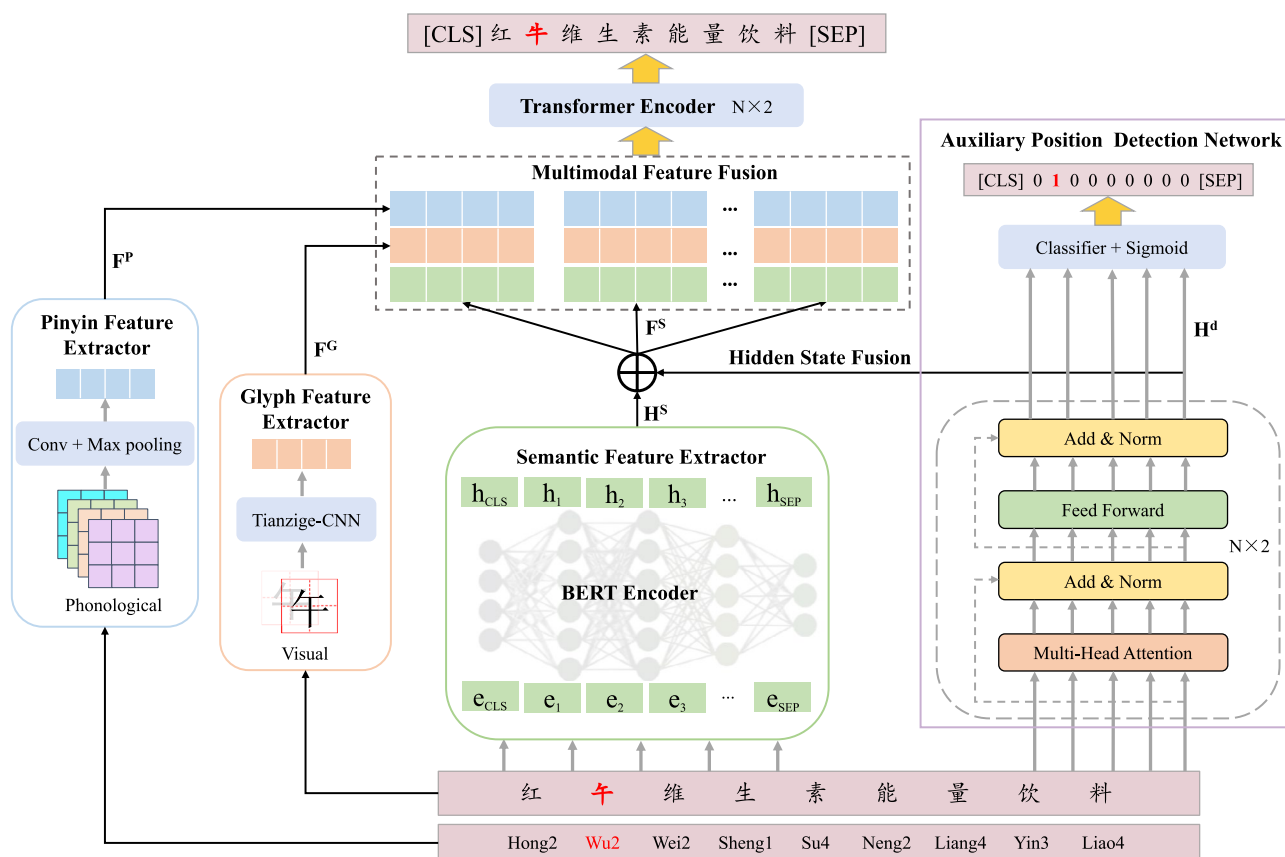 [CLS] 红 牛 维 生 素 能 量 饮 料 [SEP]
Transformer Encoder N×2
Multimodal Feature Fusion
...
...
...
F^P
F^G
F^S
Hidden State Fusion
H^S
H^d
Pinyin Feature
Extractor
Conv + Max pooling
Phonological
Glyph Feature
Extractor
Tianzige-CNN
午
Visual
Semantic Feature Extractor
h_CLS h_1 h_2 h_3 ... h_SEP
BERT Encoder
e_CLS e_1 e_2 e_3 ... e_SEP
Auxiliary Position Detection Network
[CLS] 0 1 0 0 0 0 0 0 0 [SEP]
Classifier + Sigmoid
Add & Norm
Feed Forward
N×2
Add & Norm
Multi-Head Attention
红 午 维 生 素 能 量 饮 料
Hong2 Wu2 Wei2 Sheng1 Su4 Neng2 Liang4 Yin3 Liao4